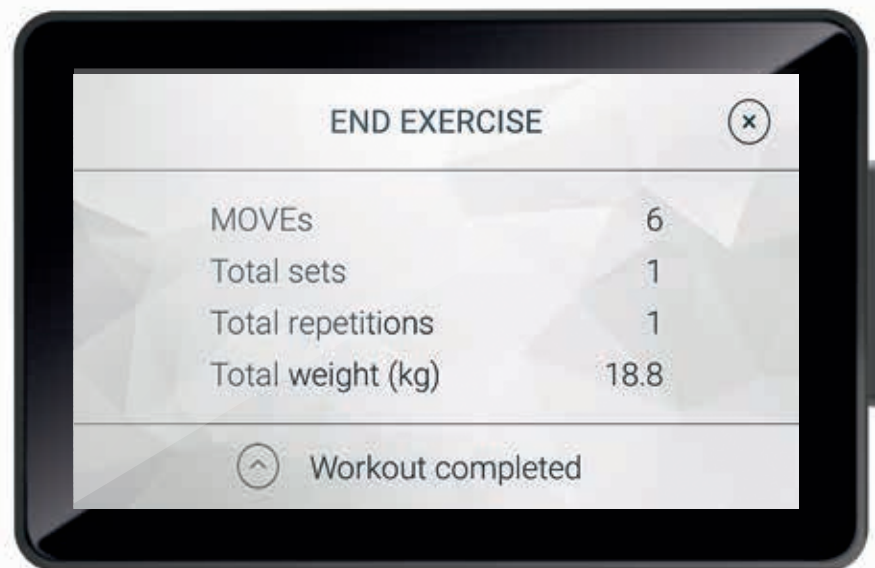 END EXERCISE
MOVEs 6
Total sets 1
Total repetitions 1
Total weight (kg) 18.8
Workout completed